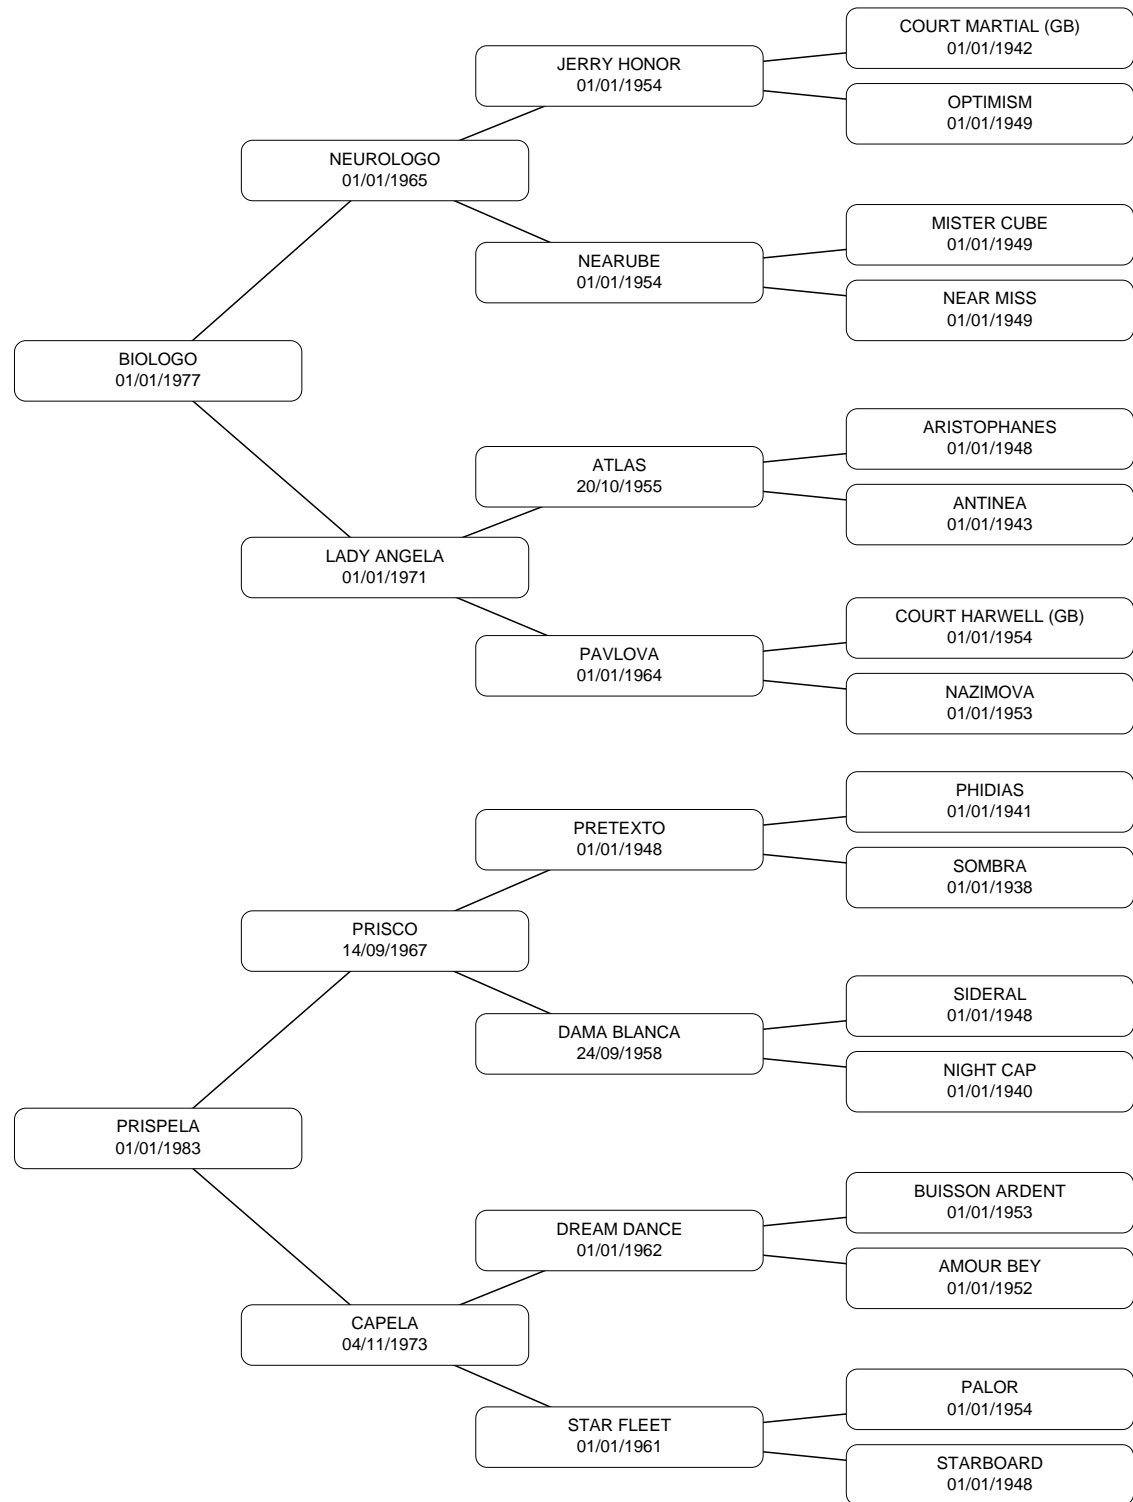 COURT MARTIAL (GB)
01/01/1942
JERRY HONOR
01/01/1954
OPTIMISM
01/01/1949
NEUROLOGO
01/01/1965
MISTER CUBE
01/01/1949
NEARUBE
01/01/1954
NEAR MISS
01/01/1949
BIOLOGO
01/01/1977
ARISTOPHANES
01/01/1948
ATLAS
20/10/1955
ANTINEA
01/01/1943
LADY ANGELA
01/01/1971
COURT HARWELL (GB)
01/01/1954
PAVLOVA
01/01/1964
NAZIMOVA
01/01/1953
PHIDIAS
01/01/1941
PRETEXTO
01/01/1948
SOMBRA
01/01/1938
PRISCO
14/09/1967
SIDERAL
01/01/1948
DAMA BLANCA
24/09/1958
NIGHT CAP
01/01/1940
PRISPELA
01/01/1983
BUISSON ARDENT
01/01/1953
DREAM DANCE
01/01/1962
AMOUR BEY
01/01/1952
CAPELA
04/11/1973
PALOR
01/01/1954
STAR FLEET
01/01/1961
STARBOARD
01/01/1948